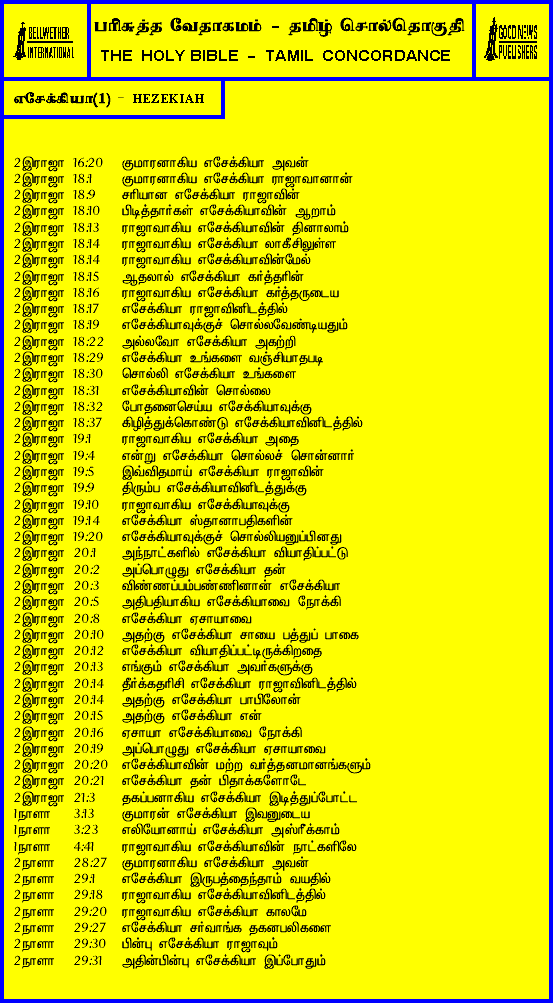 BELLWETHER
INTERNATIONAL
பரிசுத்த வேதாகமம் - தமிழ் சொல்தொகுதி
THE HOLY BIBLE - TAMIL CONCORDANCE
GOOD NEWS
PUBLISHERS
எசேக்கியா(1) - HEZEKIAH
2இராஜா 16:20 குமாரனாகிய எசேக்கியா அவன்
2இராஜா 18:1 குமாரனாகிய எசேக்கியா ராஜாவானான்
2இராஜா 18:9 சரியான எசேக்கியா ராஜாவின்
2இராஜா 18:10 பிடித்தார்கள் எசேக்கியாவின் ஆறாம்
2இராஜா 18:13 ராஜாவாகிய எசேக்கியாவின் தினாலாம்
2இராஜா 18:14 ராஜாவாகிய எசேக்கியா லாகீசிலுள்ள
2இராஜா 18:14 ராஜாவாகிய எசேக்கியாவின்மேல்
2இராஜா 18:15 ஆதலால் எசேக்கியா கர்த்தரின்
2இராஜா 18:16 ராஜாவாகிய எசேக்கியா கர்த்தருடைய
2இராஜா 18:17 எசேக்கியா ராஜாவினிடத்தில்
2இராஜா 18:19 எசேக்கியாவுக்குச் சொல்லவேண்டியதும்
2இராஜா 18:22 அல்லவோ எசேக்கியா அகற்றி
2இராஜா 18:29 எசேக்கியா உங்களை வஞ்சியாதபடி
2இராஜா 18:30 சொல்லி எசேக்கியா உங்களை
2இராஜா 18:31 எசேக்கியாவின் சொல்லை
2இராஜா 18:32 போதனைசெய்ய எசேக்கியாவுக்கு
2இராஜா 18:37 கிழித்துக்கொண்டு எசேக்கியாவினிடத்தில்
2இராஜா 19:1 ராஜாவாகிய எசேக்கியா அதை
2இராஜா 19:4 என்று எசேக்கியா சொல்லச் சொன்னார்
2இராஜா 19:5 இவ்விதமாய் எசேக்கியா ராஜாவின்
2இராஜா 19:9 திரும்ப எசேக்கியாவினிடத்துக்கு
2இராஜா 19:10 ராஜாவாகிய எசேக்கியாவுக்கு
2இராஜா 19:14 எசேக்கியா ஸ்தானாபதிகளின்
2இராஜா 19:20 எசேக்கியாவுக்குச் சொல்லியனுப்பினது
2இராஜா 20:1 அந்நாட்களில் எசேக்கியா வியாதிப்பட்டு
2இராஜா 20:2 அப்பொழுது எசேக்கியா தன்
2இராஜா 20:3 விண்ணப்பம்பண்ணினான் எசேக்கியா
2இராஜா 20:5 அதிபதியாகிய எசேக்கியாவை நோக்கி
2இராஜா 20:8 எசேக்கியா ஏசாயாவை
2இராஜா 20:10 அதற்கு எசேக்கியா சாயை பத்துப் பாகை
2இராஜா 20:12 எசேக்கியா வியாதிப்பட்டிருக்கிறதை
2இராஜா 20:13 எங்கும் எசேக்கியா அவர்களுக்கு
2இராஜா 20:14 தீர்க்கதரிசி எசேக்கியா ராஜாவினிடத்தில்
2இராஜா 20:14 அதற்கு எசேக்கியா பாபிலோன்
2இராஜா 20:15 அதற்கு எசேக்கியா என்
2இராஜா 20:16 ஏசாயா எசேக்கியாவை நோக்கி
2இராஜா 20:19 அப்பொழுது எசேக்கியா ஏசாயாவை
2இராஜா 20:20 எசேக்கியாவின் மற்ற வர்த்தனமானங்களும்
2இராஜா 20:21 எசேக்கியா தன் பிதாக்களோடே
2இராஜா 21:3 தகப்பனாகிய எசேக்கியா இடித்துப்போட்ட
1நாளா 3:13 குமாரன் எசேக்கியா இவனுடைய
1நாளா 3:23 எலியோனாய் எசேக்கியா அஸ்ரீக்காம்
1நாளா 4:41 ராஜாவாகிய எசேக்கியாவின் நாட்களிலே
2நாளா 28:27 குமாரனாகிய எசேக்கியா அவன்
2நாளா 29:1 எசேக்கியா இருபத்தைந்தாம் வயதில்
2நாளா 29:18 ராஜாவாகிய எசேக்கியாவினிடத்தில்
2நாளா 29:20 ராஜாவாகிய எசேக்கியா காலமே
2நாளா 29:27 எசேக்கியா சர்வாங்க தகனபலிகளை
2நாளா 29:30 பின்பு எசேக்கியா ராஜாவும்
2நாளா 29:31 அதின்பின்பு எசேக்கியா இப்போதும்